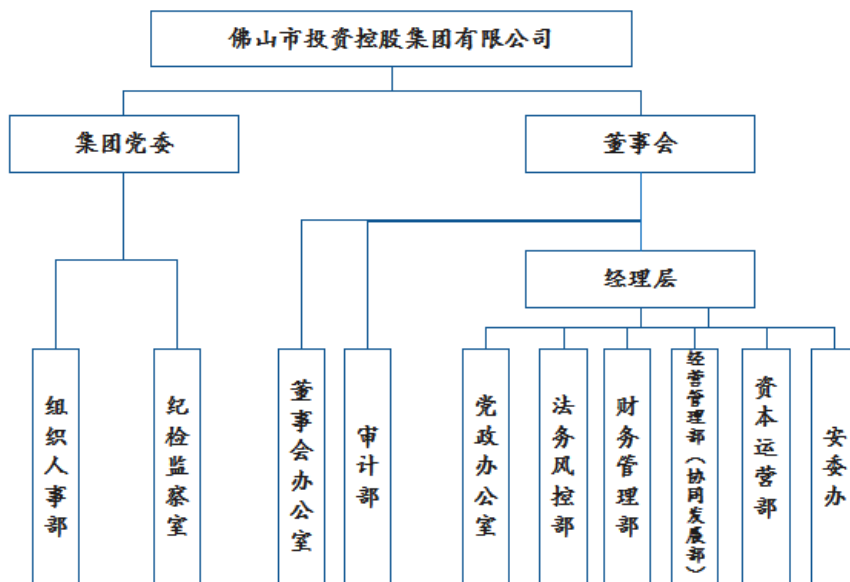 佛山市投资控股集团有限公司
集团党委
董事会
经理层
组织人事部
纪检监察室
董事会办公室
审计部
党政办公室
法务风控部
财务管理部
经营管理部（协同发展部）
资本运营部
安委办